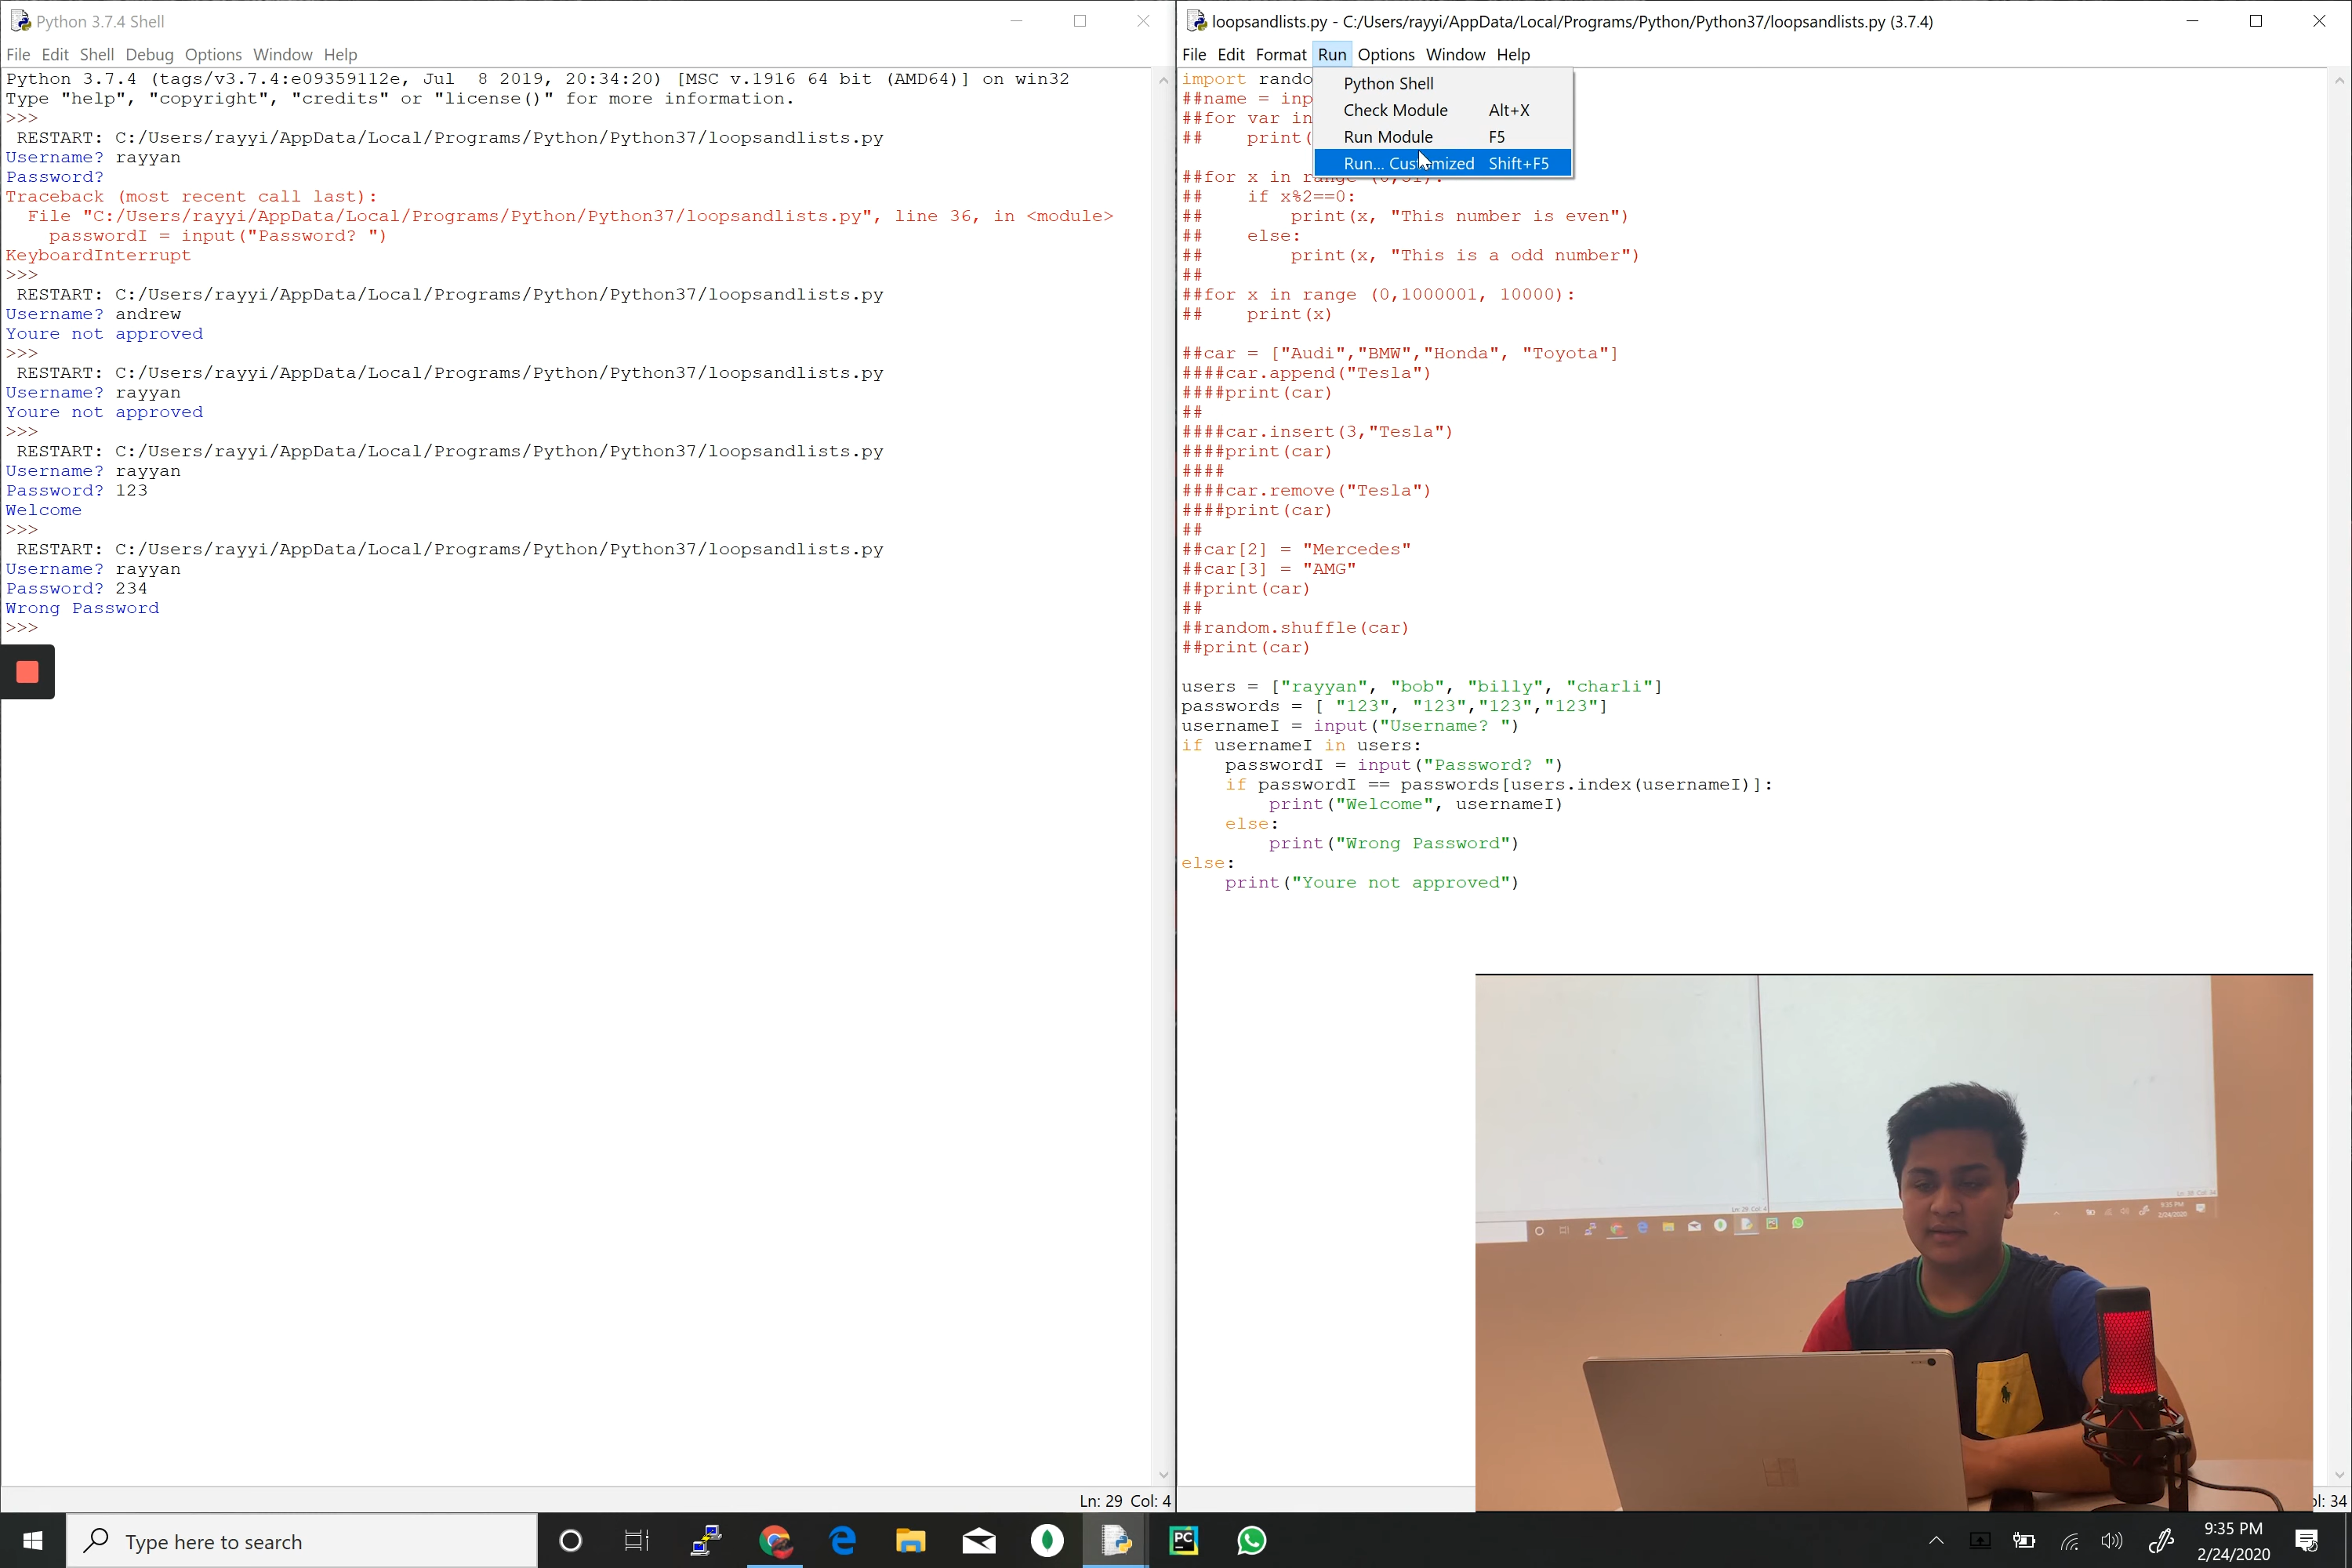 Python 3.7.4 Shell
File Edit Shell Debug Options Window Help
Python 3.7.4 (tags/v3.7.4:e09359112e, Jul  8 2019, 20:34:20) [MSC v.1916 64 bit (AMD64)] on win32
Type "help", "copyright", "credits" or "license()" for more information.
>>>
 RESTART: C:/Users/rayyi/AppData/Local/Programs/Python/Python37/loopsandlists.py
Username? rayyan
Password?
Traceback (most recent call last):
  File "C:/Users/rayyi/AppData/Local/Programs/Python/Python37/loopsandlists.py", line 36, in <module>
    passwordI = input("Password? ")
KeyboardInterrupt
>>>
 RESTART: C:/Users/rayyi/AppData/Local/Programs/Python/Python37/loopsandlists.py
Username? andrew
Youre not approved
>>>
 RESTART: C:/Users/rayyi/AppData/Local/Programs/Python/Python37/loopsandlists.py
Username? rayyan
Youre not approved
>>>
 RESTART: C:/Users/rayyi/AppData/Local/Programs/Python/Python37/loopsandlists.py
Username? rayyan
Password? 123
Welcome
>>>
 RESTART: C:/Users/rayyi/AppData/Local/Programs/Python/Python37/loopsandlists.py
Username? rayyan
Password? 234
Wrong Password
>>>
Ln: 29 Col: 4
loopsandlists.py - C:/Users/rayyi/AppData/Local/Programs/Python/Python37/loopsandlists.py (3.7.4)
File Edit Format Run Options Window Help
Python Shell
Check Module Alt+X
Run Module F5
Run... Customized Shift+F5
import rando
##name = inp
##for var in
##    print(
##for x in range (0,31):
##    if x%2==0:
##        print(x, "This number is even")
##    else:
##        print(x, "This is a odd number")
##
##for x in range (0,1000001, 10000):
##    print(x)
##car = ["Audi","BMW","Honda", "Toyota"]
####car.append("Tesla")
####print(car)
##
####car.insert(3,"Tesla")
####print(car)
####
####car.remove("Tesla")
####print(car)
##
##car[2] = "Mercedes"
##car[3] = "AMG"
##print(car)
##
##random.shuffle(car)
##print(car)
users = ["rayyan", "bob", "billy", "charli"]
passwords = [ "123", "123","123","123"]
usernameI = input("Username? ")
if usernameI in users:
    passwordI = input("Password? ")
    if passwordI == passwords[users.index(usernameI)]:
        print("Welcome", usernameI)
    else:
        print("Wrong Password")
else:
    print("Youre not approved")
ol: 34
Type here to search
PC
9:35 PM
2/24/2020